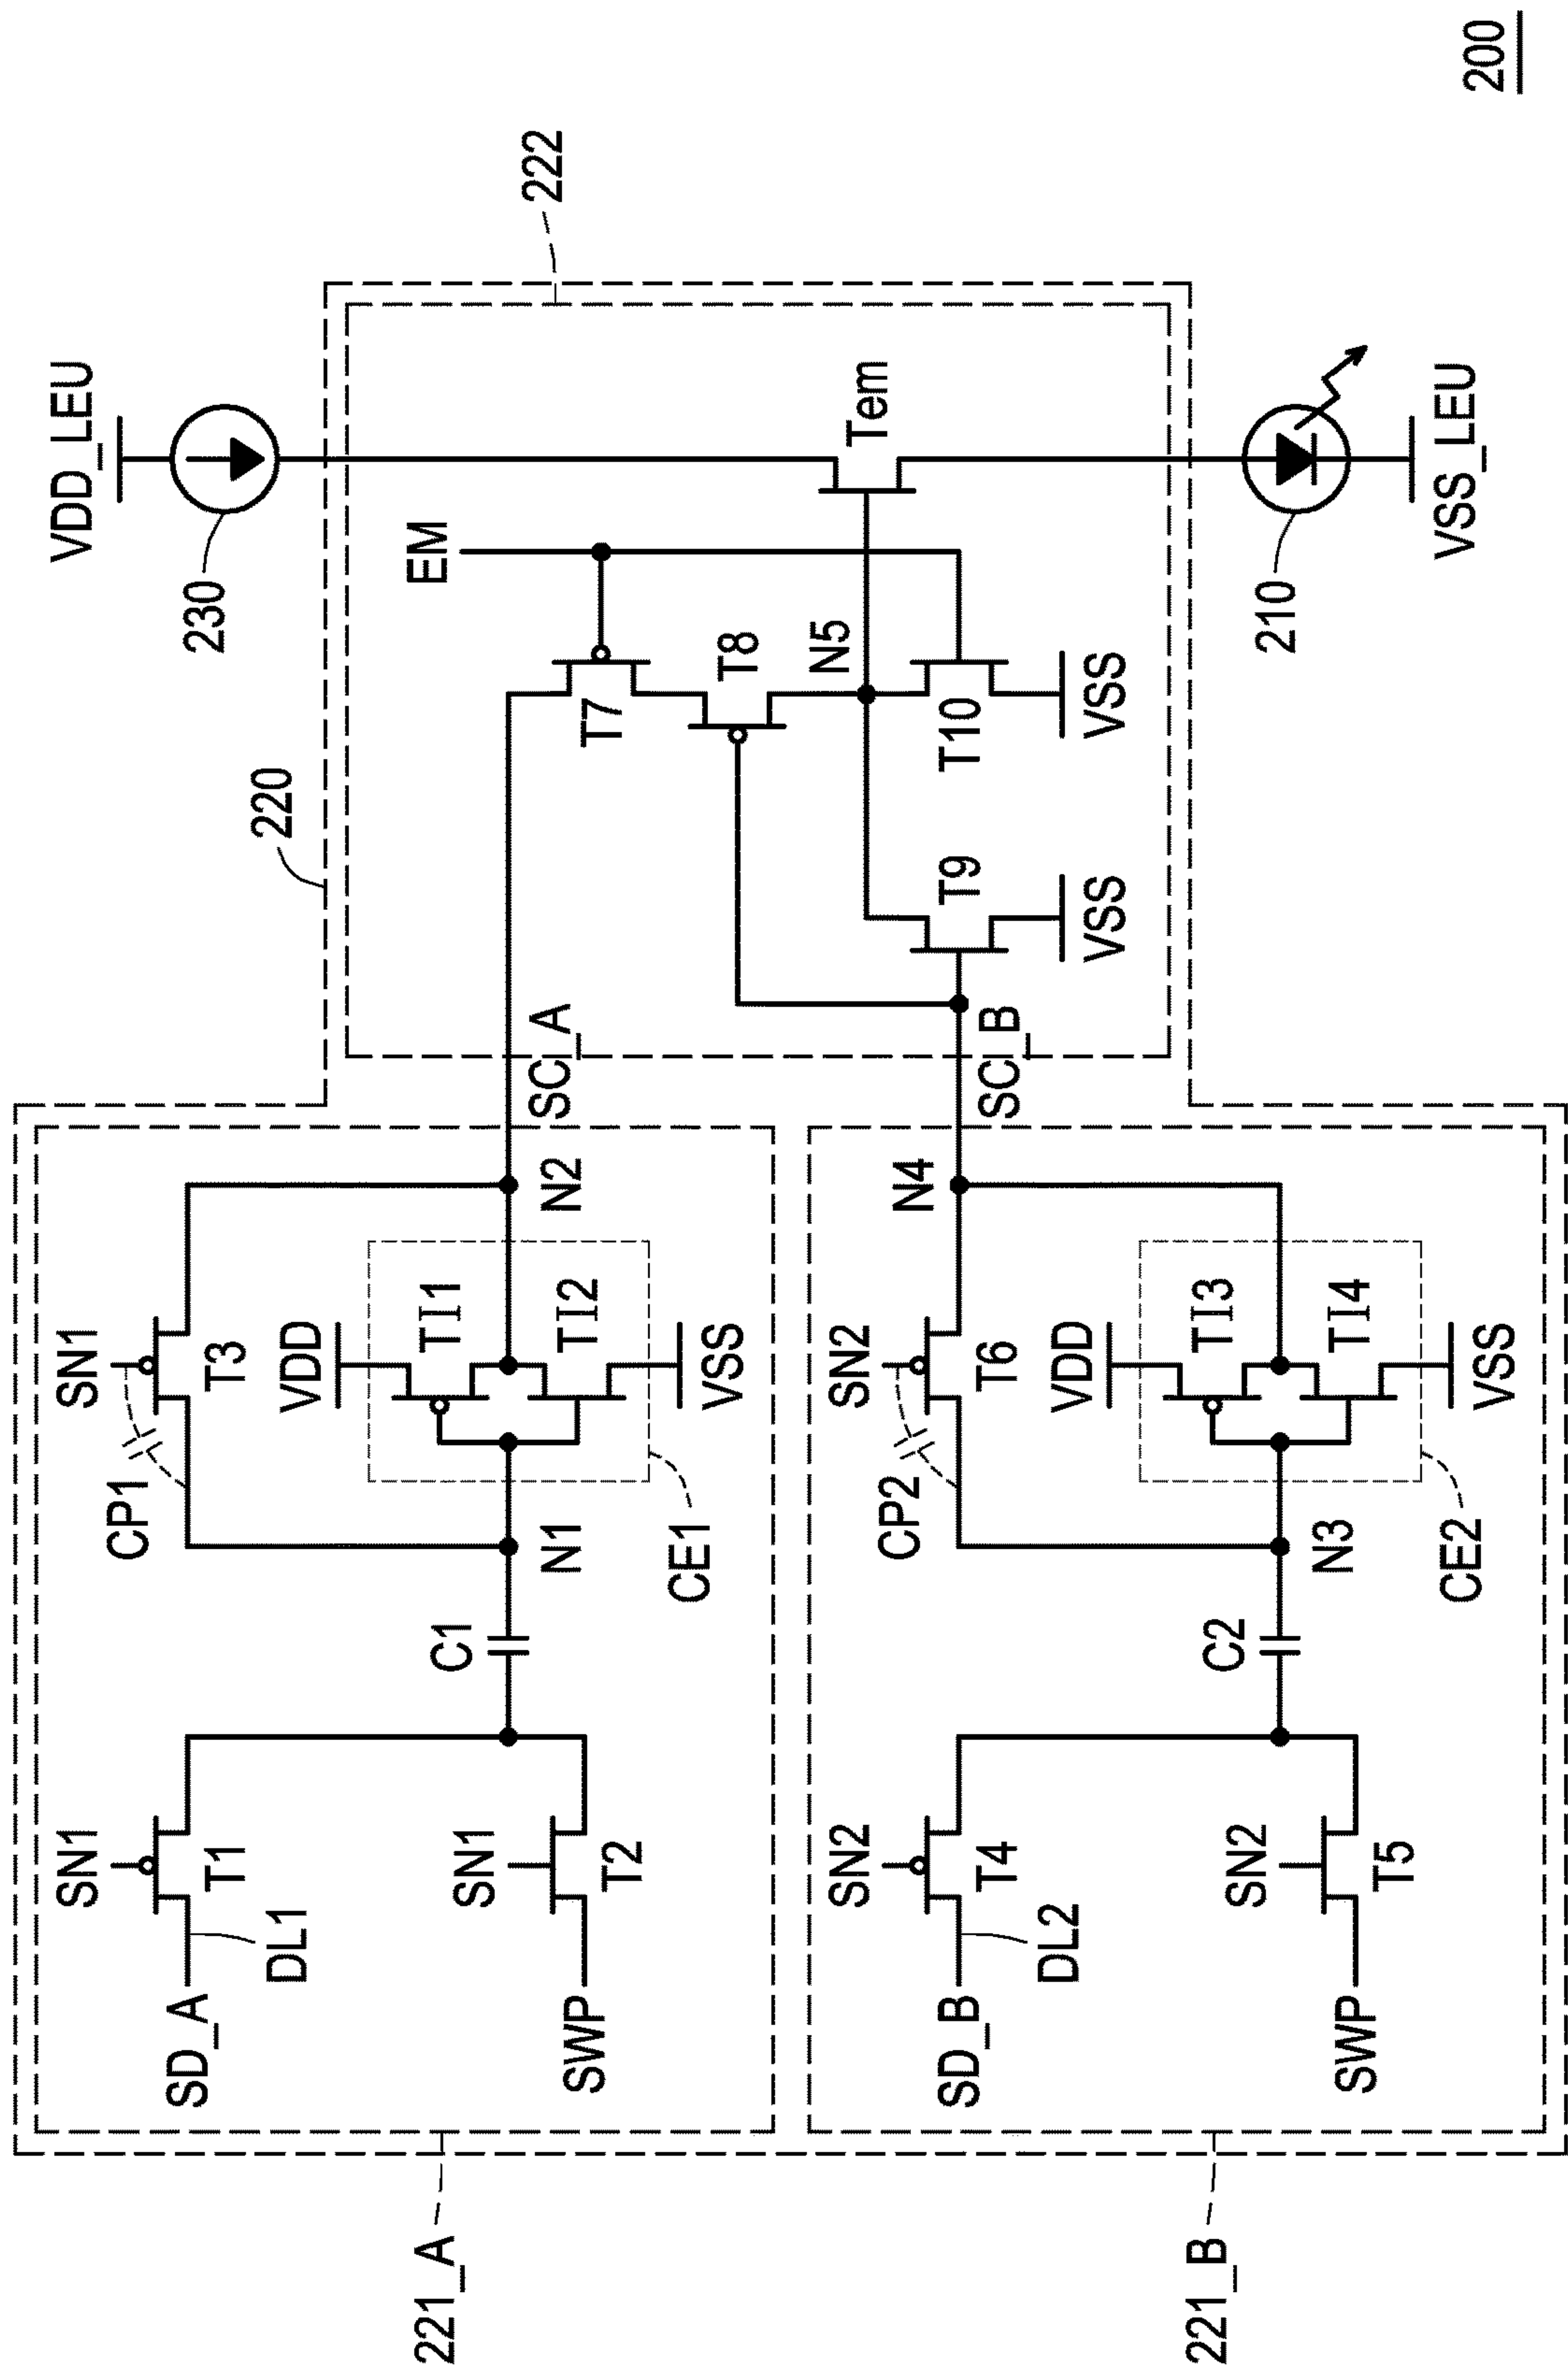 200
VDD_LEU
230
222
220
EM
Tem
T7
T8
N5
T10
VSS
T9
VSS
210
VSS_LEU
SC_A
SC_B
SN1
T3
CP1
N2
VDD
TI1
TI2
VSS
N1
CE1
C1
SN1
T1
DL1
SD_A
SN1
T2
SWP
221_A
SN2
T6
CP2
N4
VDD
TI3
TI4
VSS
N3
CE2
C2
SN2
T4
DL2
SD_B
SN2
T5
SWP
221_B